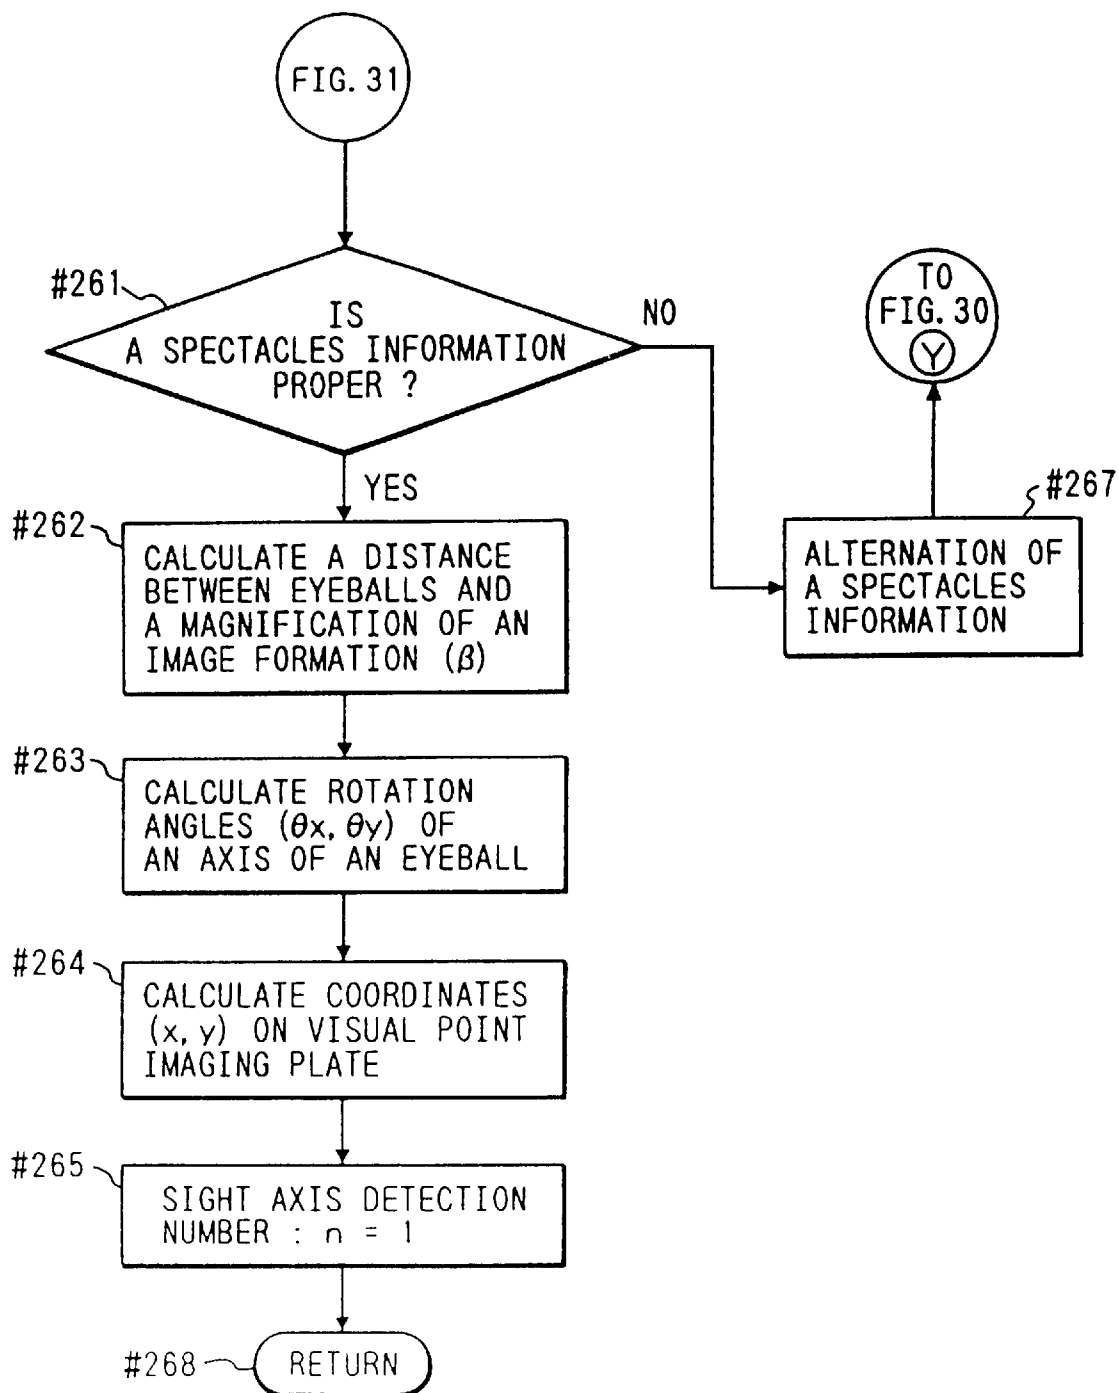 FIG. 31
#261
IS
A SPECTACLES INFORMATION
PROPER ?
NO
YES
TO
FIG. 30
Y
#267
ALTERNATION OF
A SPECTACLES
INFORMATION
#262
CALCULATE A DISTANCE
BETWEEN EYEBALLS AND
A MAGNIFICATION OF AN
IMAGE FORMATION (β)
#263
CALCULATE ROTATION
ANGLES (θx, θy) OF
AN AXIS OF AN EYEBALL
#264
CALCULATE COORDINATES
(x, y) ON VISUAL POINT
IMAGING PLATE
#265
SIGHT AXIS DETECTION
NUMBER : n = 1
#268
RETURN